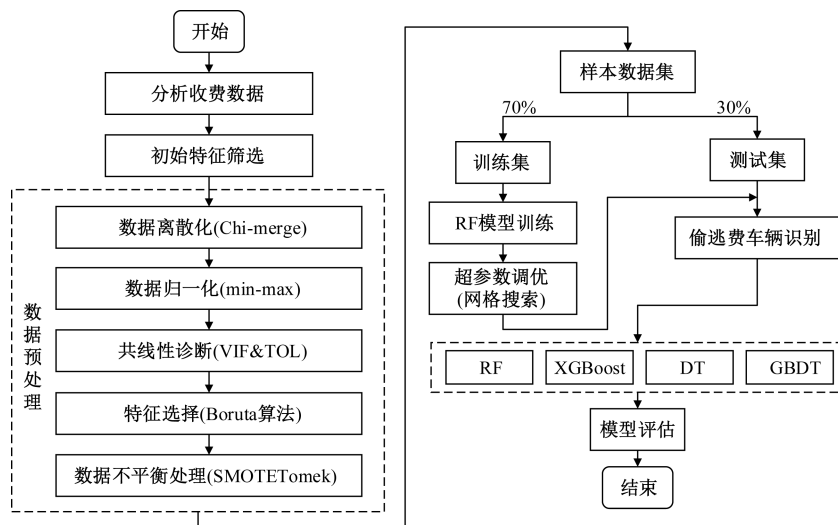 开始
分析收费数据
初始特征筛选
数据预处理
数据离散化(Chi-merge)
数据归一化(min-max)
共线性诊断(VIF&TOL)
特征选择(Boruta算法)
数据不平衡处理(SMOTETomek)
样本数据集
70%
30%
训练集
测试集
RF模型训练
偷逃费车辆识别
超参数调优
(网格搜索)
RF
XGBoost
DT
GBDT
模型评估
结束